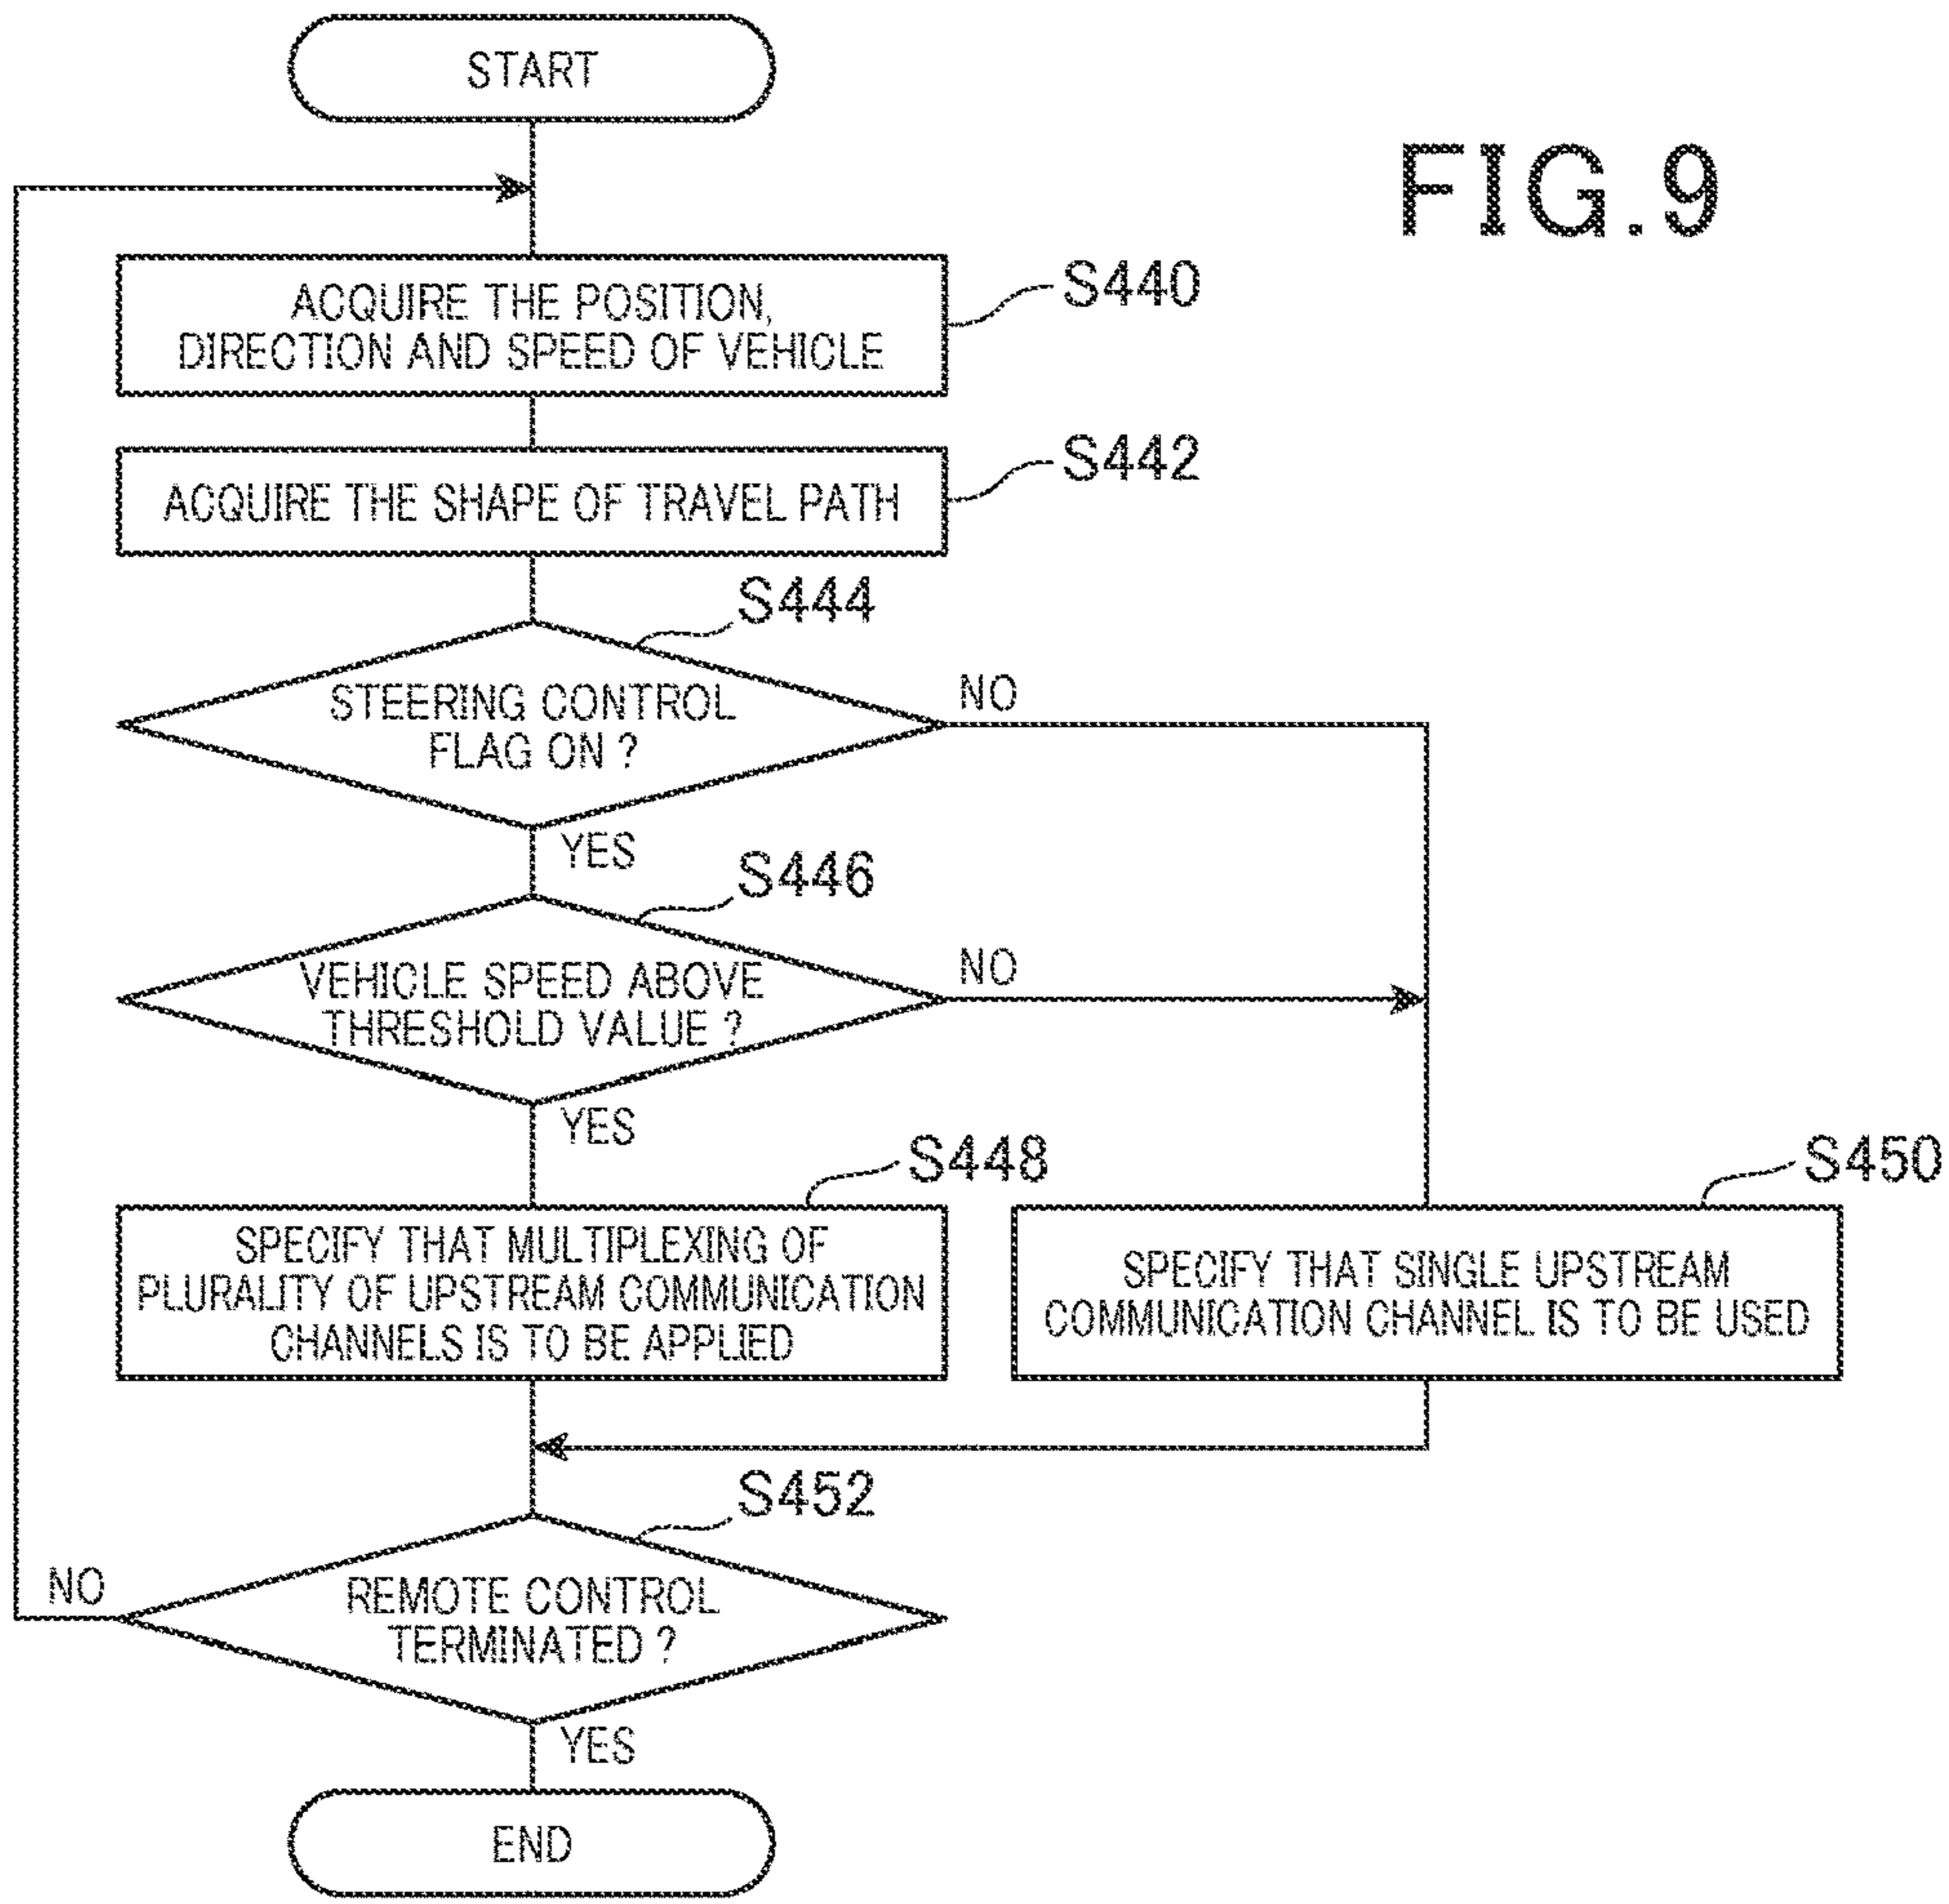 START
FIG.9
ACQUIRE THE POSITION,
DIRECTION AND SPEED OF VEHICLE
S440
ACQUIRE THE SHAPE OF TRAVEL PATH
S442
S444
STEERING CONTROL
FLAG ON ?
NO
YES
S446
VEHICLE SPEED ABOVE
THRESHOLD VALUE ?
NO
YES
S448
SPECIFY THAT MULTIPLEXING OF
PLURALITY OF UPSTREAM COMMUNICATION
CHANNELS IS TO BE APPLIED
S450
SPECIFY THAT SINGLE UPSTREAM
COMMUNICATION CHANNEL IS TO BE USED
S452
REMOTE CONTROL
TERMINATED ?
NO
YES
END